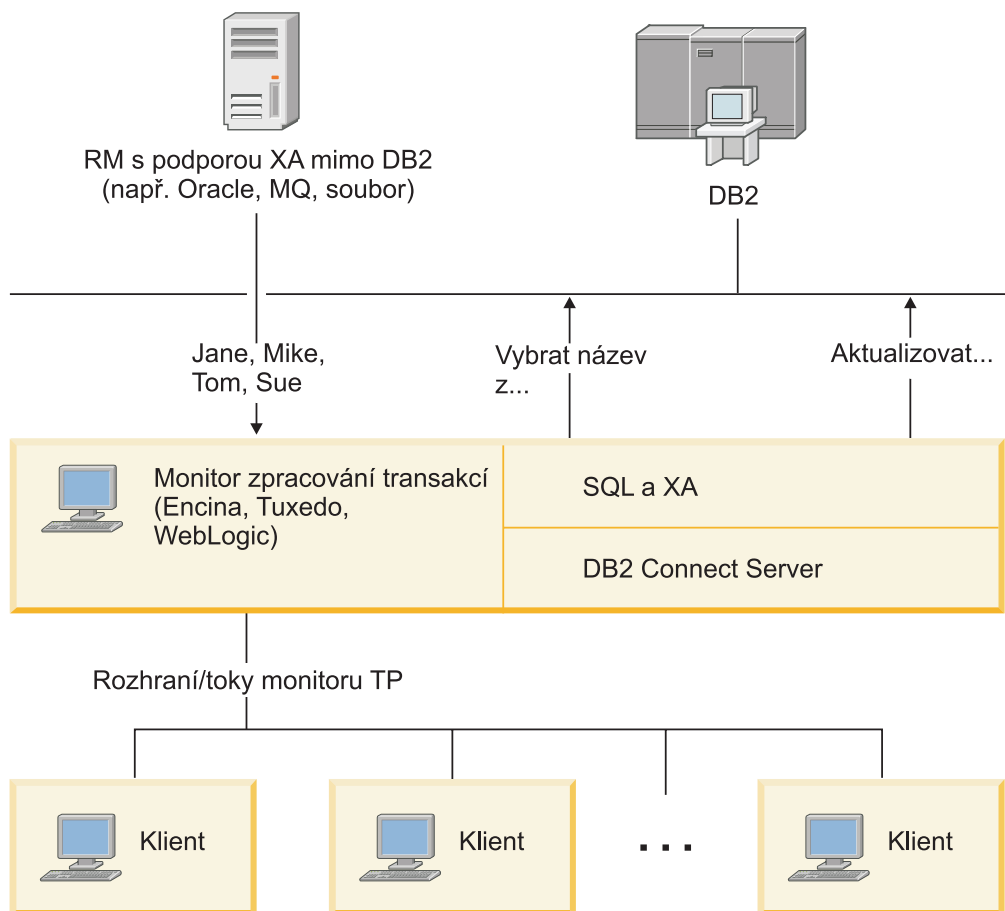 RM s podporou XA mimo DB2
(např. Oracle, MQ, soubor)
DB2
Jane, Mike,
Tom, Sue
Vybrat název
z...
Aktualizovat...
Monitor zpracování transakcí
(Encina, Tuxedo,
WebLogic)
SQL a XA
DB2 Connect Server
Rozhraní/toky monitoru TP
Klient
Klient
. . .
Klient